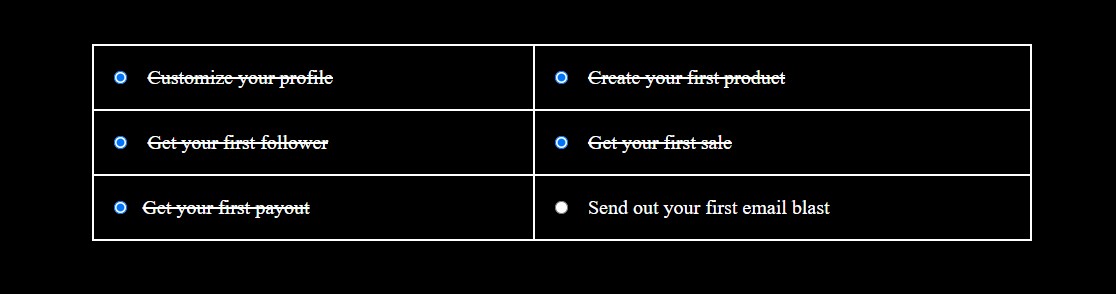 Customize your profile
Create your first product
Get your first follower
Get your first sale
Get your first payout
Send out your first email blast